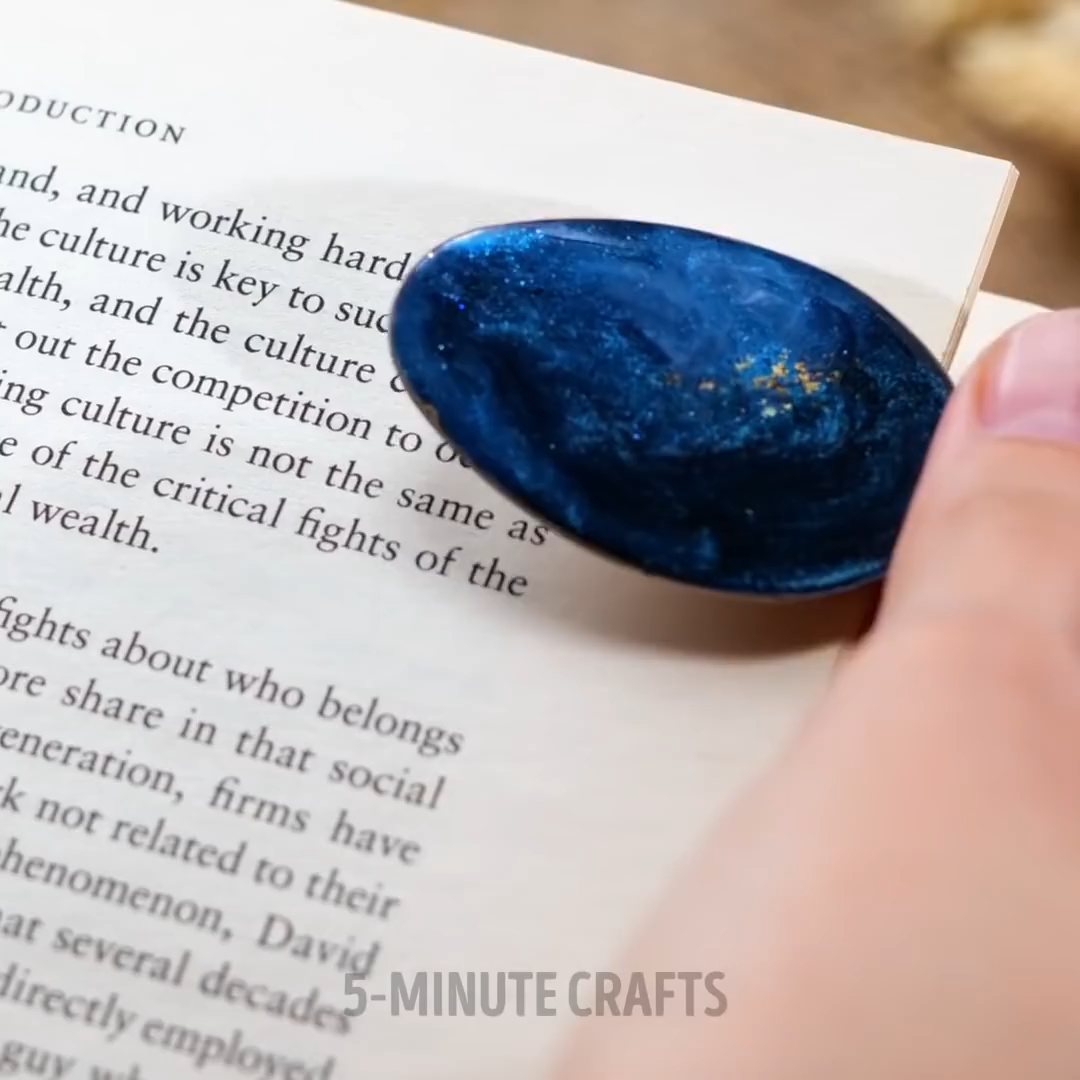 ODUCTION
and, and working hard
he culture is key to suc
alth, and the culture
out the competition to
ing culture is not the same as
e of the critical fights of the
l wealth.
fights about who belongs
ore share in that social
eneration, firms have
k not related to their
henomenon, David
at several decades
directly employed
guy wh
5-MINUTE CRAFTS